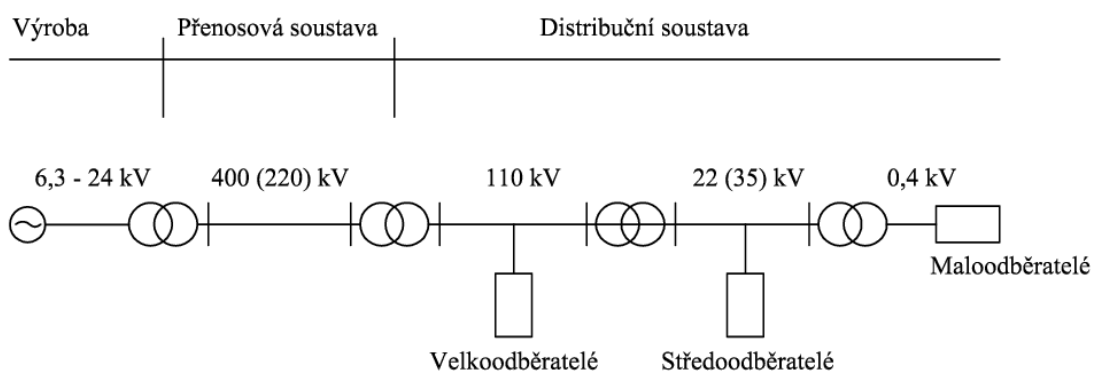 Výroba
Přenosová soustava
Distribuční soustava
6,3 - 24 kV
400 (220) kV
110 kV
22 (35) kV
0,4 kV
Maloodběratelé
Velkoodběratelé
Středoodběratelé